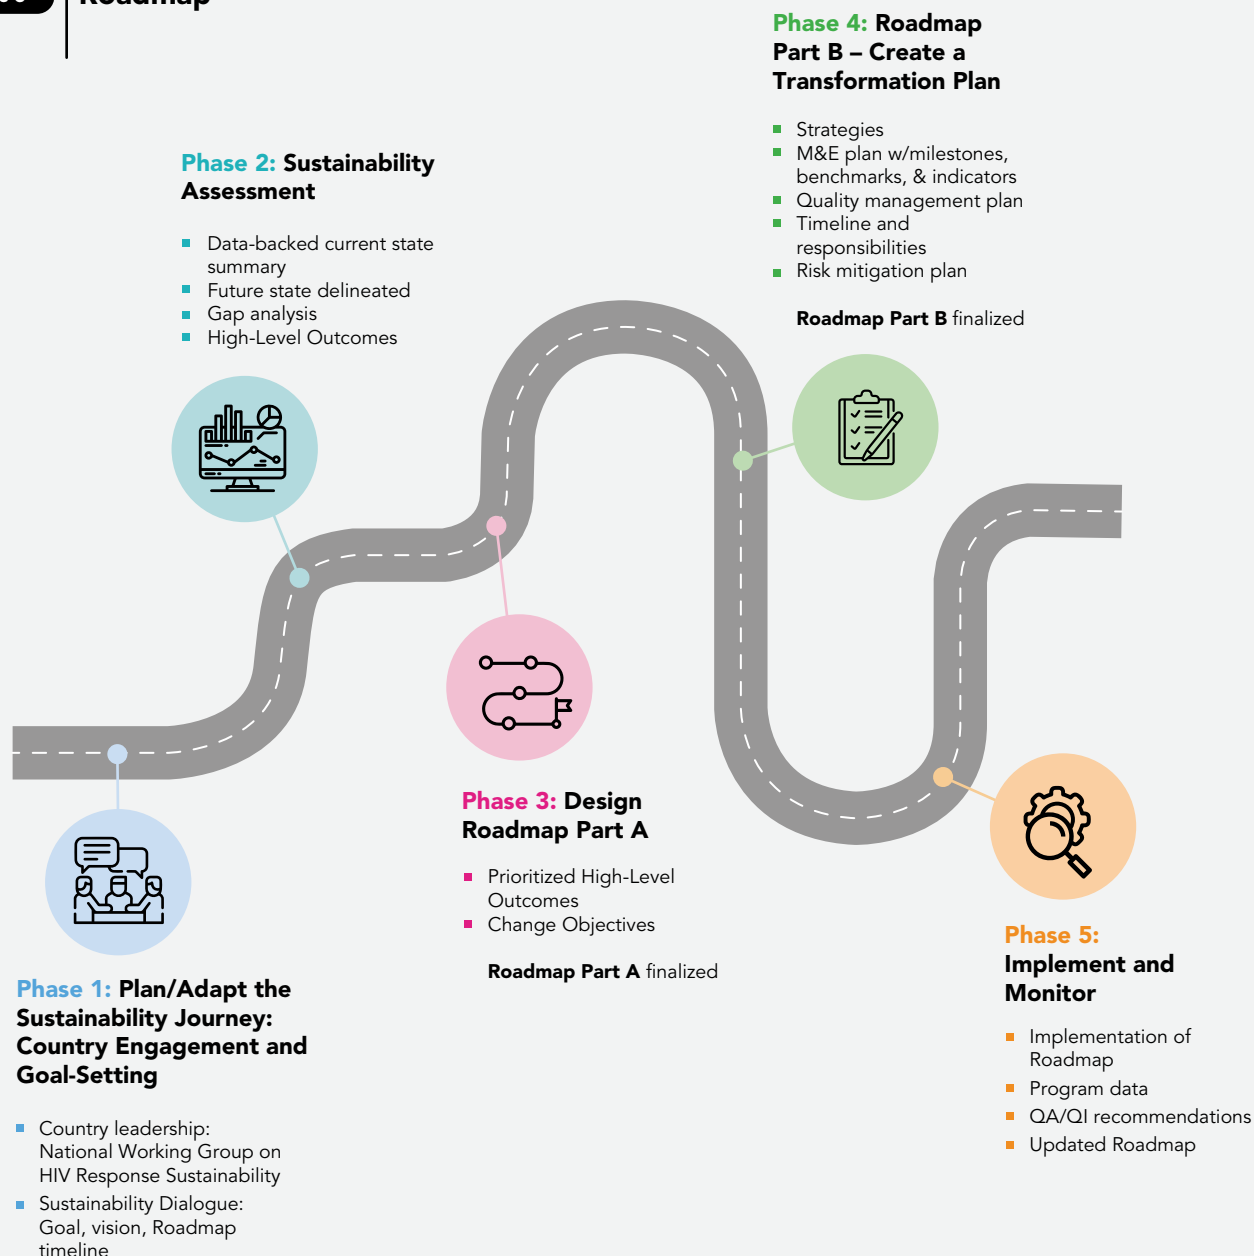 Roadmap
Phase 4: Roadmap
Part B – Create a
Transformation Plan
Strategies
M&E plan w/milestones,
benchmarks, & indicators
Quality management plan
Timeline and
responsibilities
Risk mitigation plan
Roadmap Part B finalized
Phase 2: Sustainability
Assessment
Data-backed current state
summary
Future state delineated
Gap analysis
High-Level Outcomes
Phase 3: Design
Roadmap Part A
Prioritized High-Level
Outcomes
Change Objectives
Roadmap Part A finalized
Phase 1: Plan/Adapt the
Sustainability Journey:
Country Engagement and
Goal-Setting
Country leadership:
National Working Group on
HIV Response Sustainability
Sustainability Dialogue:
Goal, vision, Roadmap
timeline
Phase 5:
Implement and
Monitor
Implementation of
Roadmap
Program data
QA/QI recommendations
Updated Roadmap